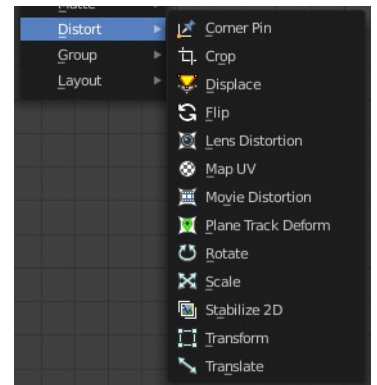 Matte
Distort
Group
Layout
Corner Pin
Crop
Displace
Flip
Lens Distortion
Map UV
Movie Distortion
Plane Track Deform
Rotate
Scale
Stabilize 2D
Transform
Translate